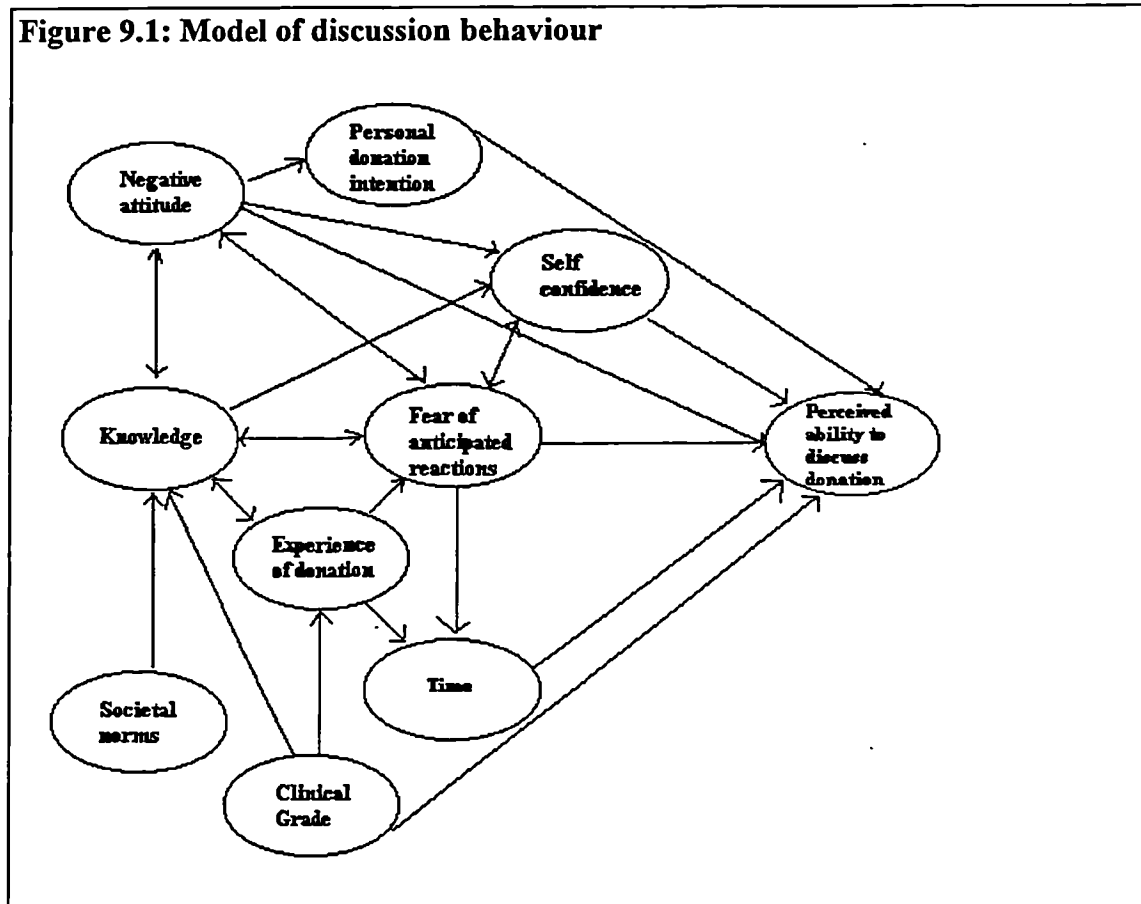 Figure 9.1: Model of discussion behaviour
Personal
donation
intention
Negative
attitude
Self
confidence
Knowledge
Fear of
anticipated
reactions
Perceived
ability to
discuss
donation
Experience
of donation
Time
Societal
norms
Clinical
Grade